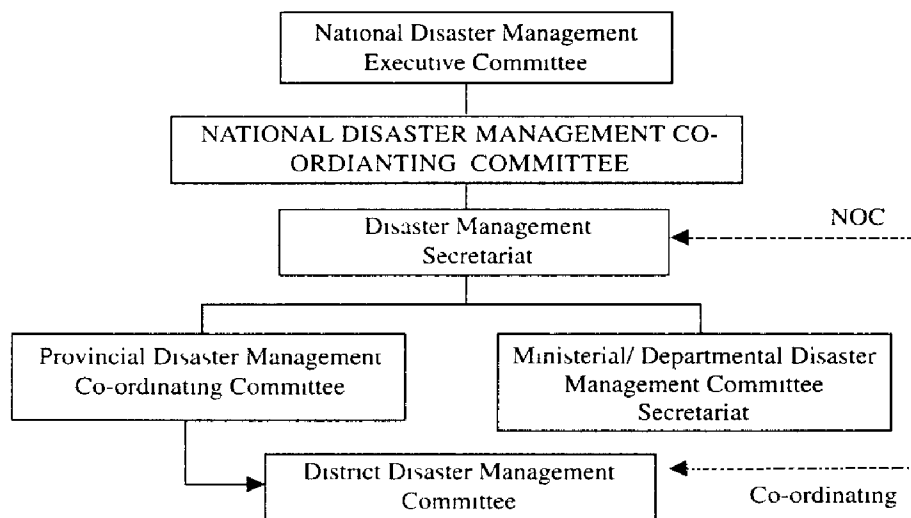 National Disaster Management
Executive Committee
NATIONAL DISASTER MANAGEMENT CO-
ORDIANTING COMMITTEE
Disaster Management
Secretariat
NOC
Provincial Disaster Management
Co-ordinating Committee
Ministerial/ Departmental Disaster
Management Committee
Secretariat
District Disaster Management
Committee
Co-ordinating